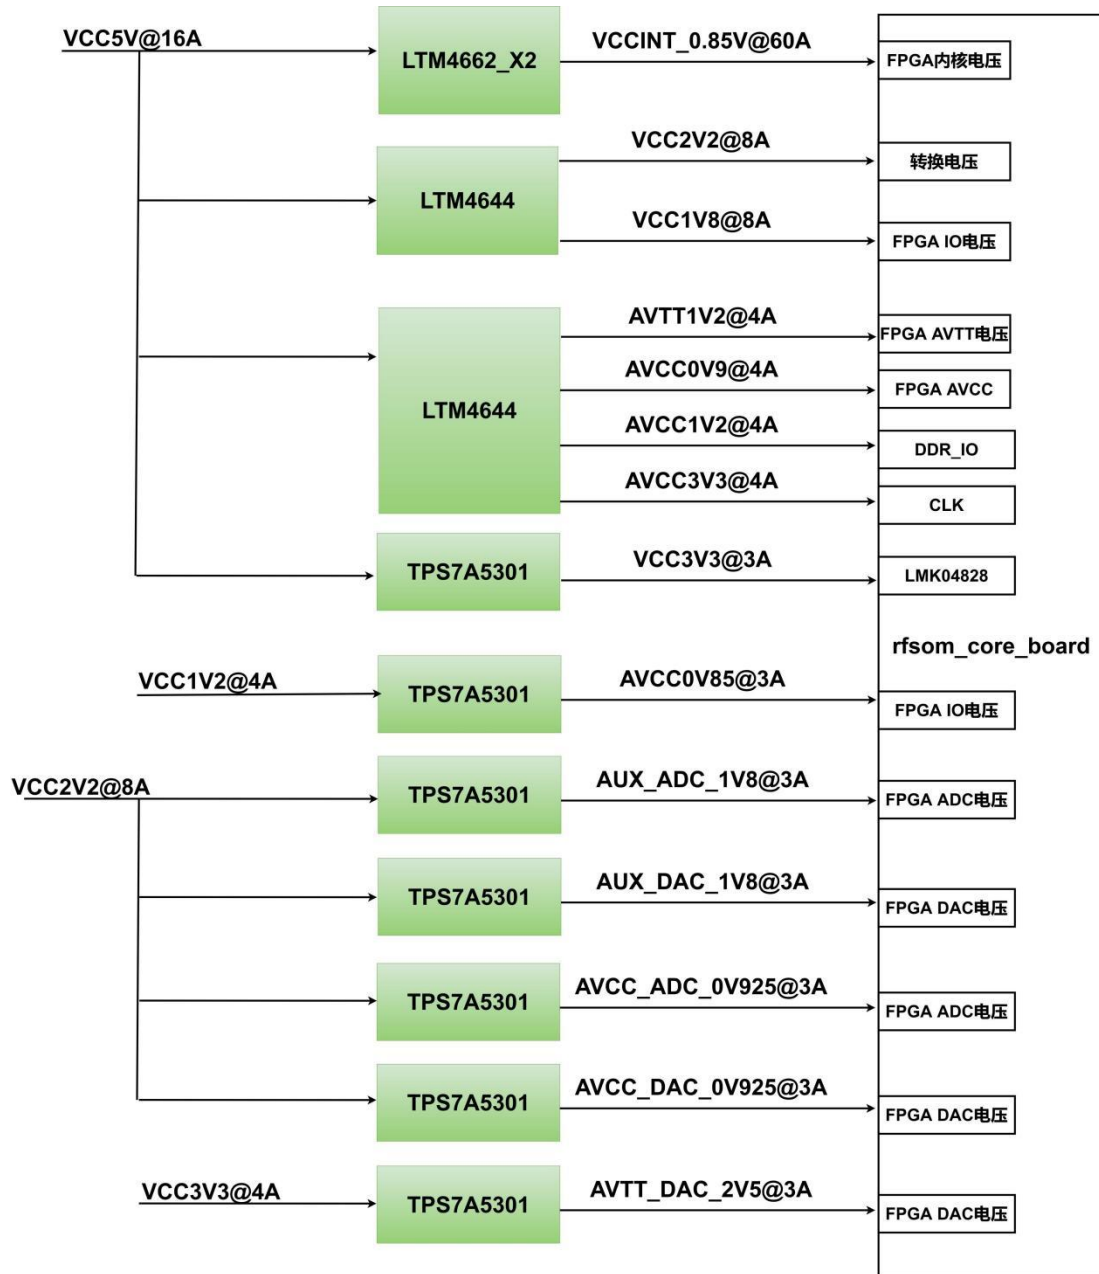 VCC5V@16A
LTM4662_X2
VCCINT_0.85V@60A
FPGA内核电压
LTM4644
VCC2V2@8A
转换电压
VCC1V8@8A
FPGA IO电压
LTM4644
AVTT1V2@4A
FPGA AVTT电压
AVCC0V9@4A
FPGA AVCC
AVCC1V2@4A
DDR_IO
AVCC3V3@4A
CLK
TPS7A5301
VCC3V3@3A
LMK04828
rfsom_core_board
VCC1V2@4A
TPS7A5301
AVCC0V85@3A
FPGA IO电压
VCC2V2@8A
TPS7A5301
AUX_ADC_1V8@3A
FPGA ADC电压
TPS7A5301
AUX_DAC_1V8@3A
FPGA DAC电压
TPS7A5301
AVCC_ADC_0V925@3A
FPGA ADC电压
TPS7A5301
AVCC_DAC_0V925@3A
FPGA DAC电压
VCC3V3@4A
TPS7A5301
AVTT_DAC_2V5@3A
FPGA DAC电压